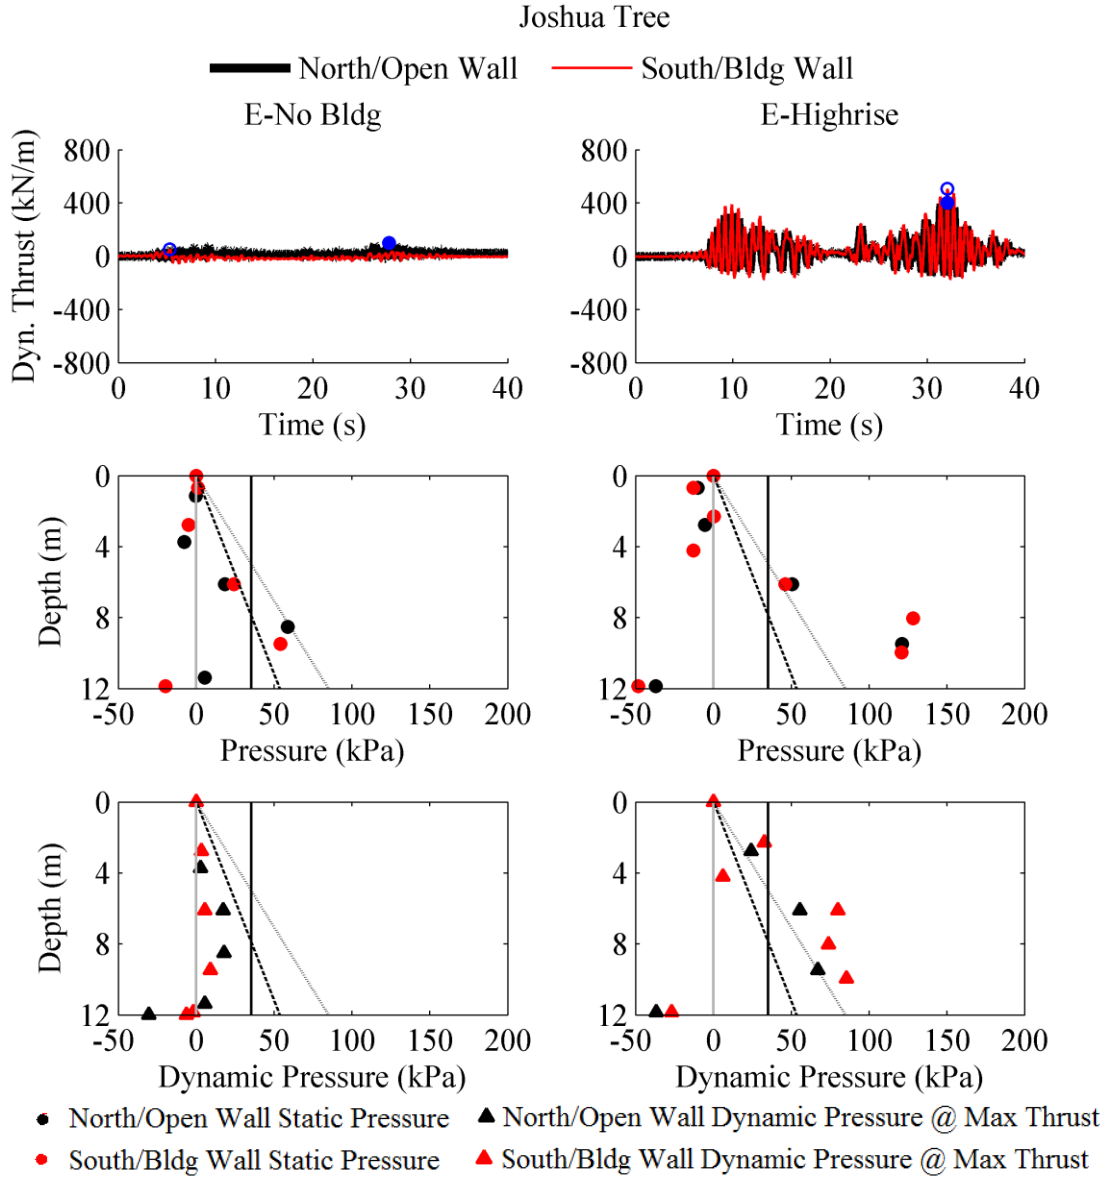 Joshua Tree
North/Open Wall South/Bldg Wall
E-No Bldg E-Highrise
Dyn. Thrust (kN/m)
800
400
0
-400
-800
0 10 20 30 40
Time (s)
800
400
0
-400
-800
0 10 20 30 40
Time (s)
Depth (m)
0
4
8
12
-50 0 50 100 150 200
Pressure (kPa)
0
4
8
12
-50 0 50 100 150 200
Pressure (kPa)
Depth (m)
0
4
8
12
-50 0 50 100 150 200
Dynamic Pressure (kPa)
0
4
8
12
-50 0 50 100 150 200
Dynamic Pressure (kPa)
North/Open Wall Static Pressure North/Open Wall Dynamic Pressure @ Max Thrust
South/Bldg Wall Static Pressure South/Bldg Wall Dynamic Pressure @ Max Thrust